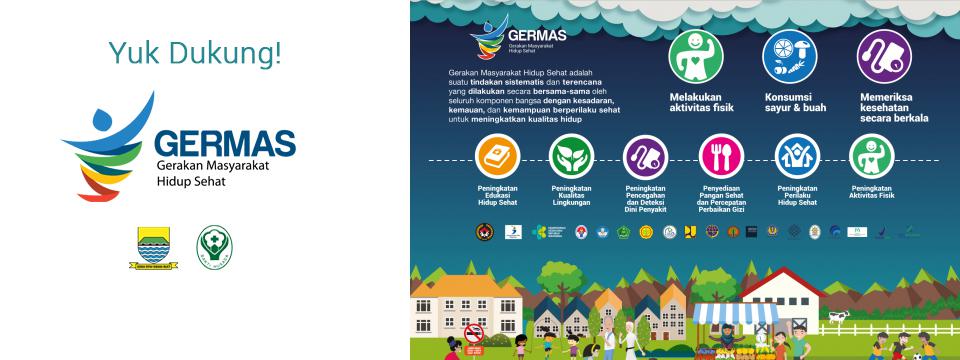 Yuk Dukung!
GERMAS
Gerakan Masyarakat
Hidup Sehat
GERMAS
Gerakan Masyarakat
Hidup Sehat
Gerakan Masyarakat Hidup Sehat adalah
suatu tindakan sistematis dan terencana
yang dilakukan secara bersama-sama oleh
seluruh komponen bangsa dengan kesadaran,
kemauan, dan kemampuan berperilaku sehat
untuk meningkatkan kualitas hidup
Melakukan
aktivitas fisik
Konsumsi
sayur & buah
Memeriksa
kesehatan
secara berkala
Peningkatan
Edukasi
Hidup Sehat
Peningkatan
Kualitas
Lingkungan
Peningkatan
Pencegahan
dan Deteksi
Dini Penyakit
Penyediaan
Pangan Sehat
dan Percepatan
Perbaikan Gizi
Peningkatan
Perilaku
Hidup Sehat
Peningkatan
Aktivitas Fisik